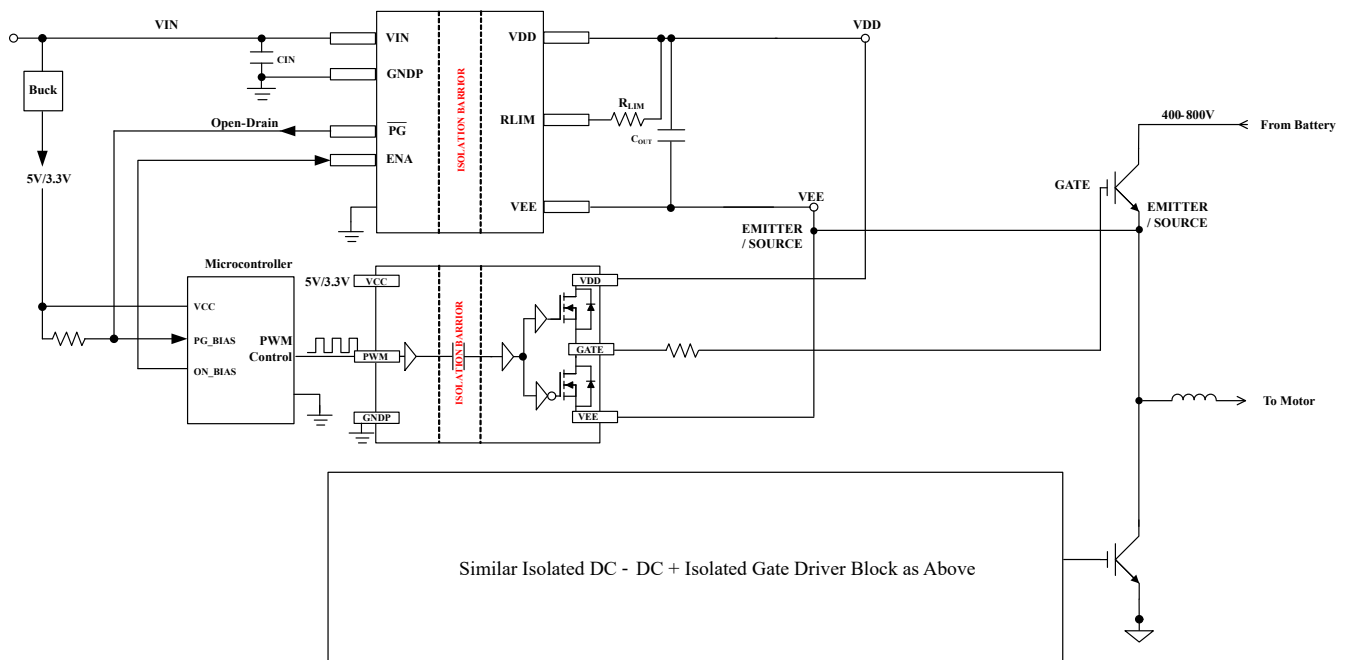 VIN
VDD
VIN
VDD
CIN
GNDP
Buck
ISOLATION BARRIOR
RLIM
RLIM
COUT
Open-Drain
PG
ENA
5V/3.3V
VEE
VEE
EMITTER
/ SOURCE
400-800V
From Battery
GATE
EMITTER
/ SOURCE
Microcontroller
VCC
PG_BIAS
ON_BIAS
PWM
Control
5V/3.3V
VCC
PWM
GNDP
ISOLATION BARRIOR
VDD
GATE
VEE
To Motor
Similar Isolated DC - DC + Isolated Gate Driver Block as Above